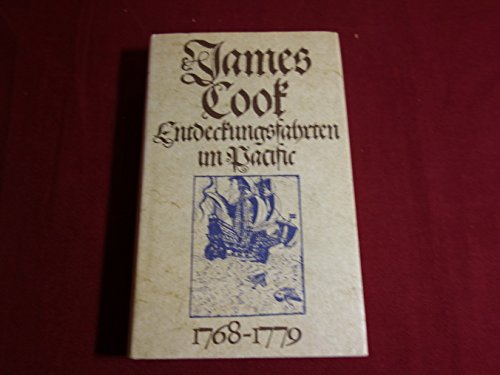 James
Cook
Entdeckungsfahrten
im Pacific
1768-1779